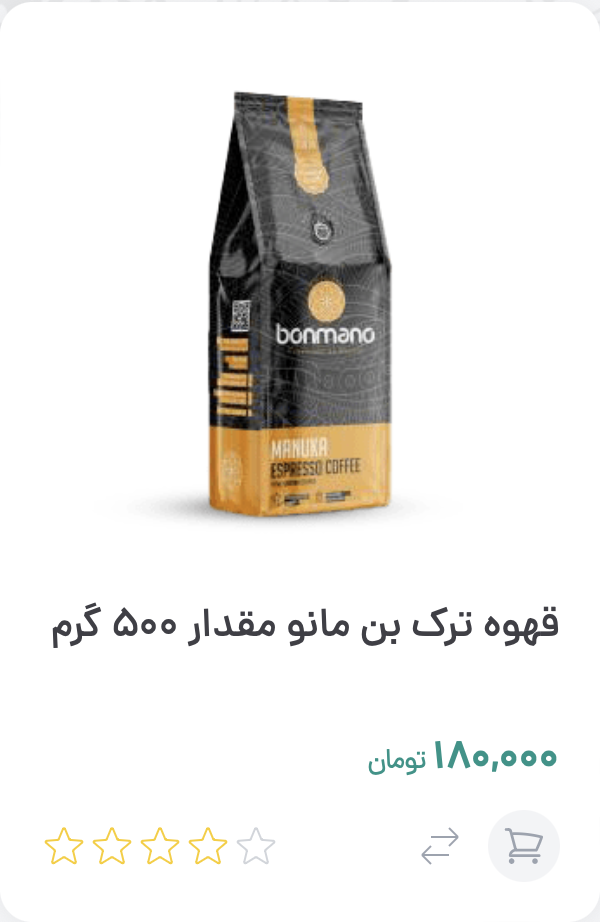 bonmano
MANUKA
ESPRESSO COFFEE
قهوه ترک بن مانو مقدار ۵۰۰ گرم
۱۸۰,۰۰۰ تومان